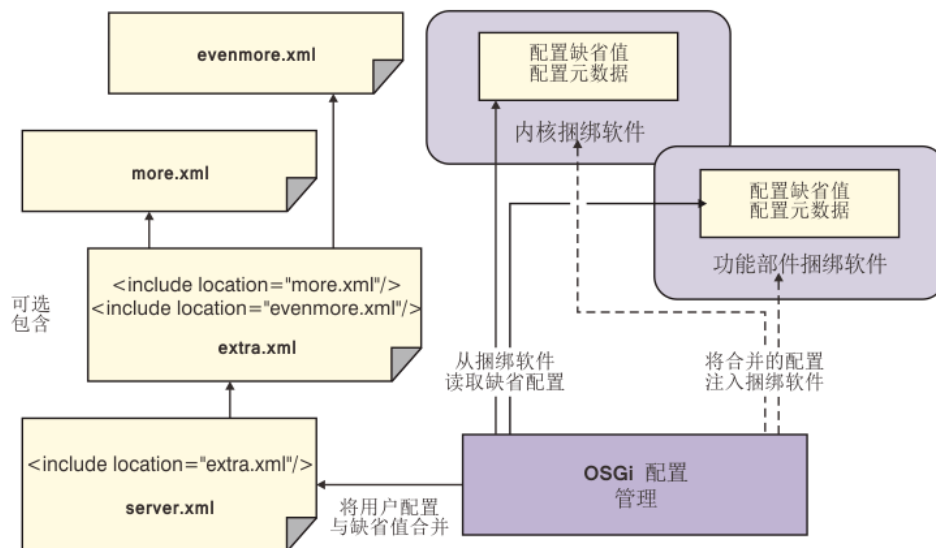 evenmore.xml
配置缺省值
配置元数据
内核捆绑软件
more.xml
配置缺省值
配置元数据
功能部件捆绑软件
可选
包含
<include location="more.xml"/>
<include location="evenmore.xml"/>
extra.xml
从捆绑软件
读取缺省配置
将合并的配置
注入捆绑软件
<include location="extra.xml"/>
server.xml
将用户配置
与缺省值合并
OSGi 配置
管理